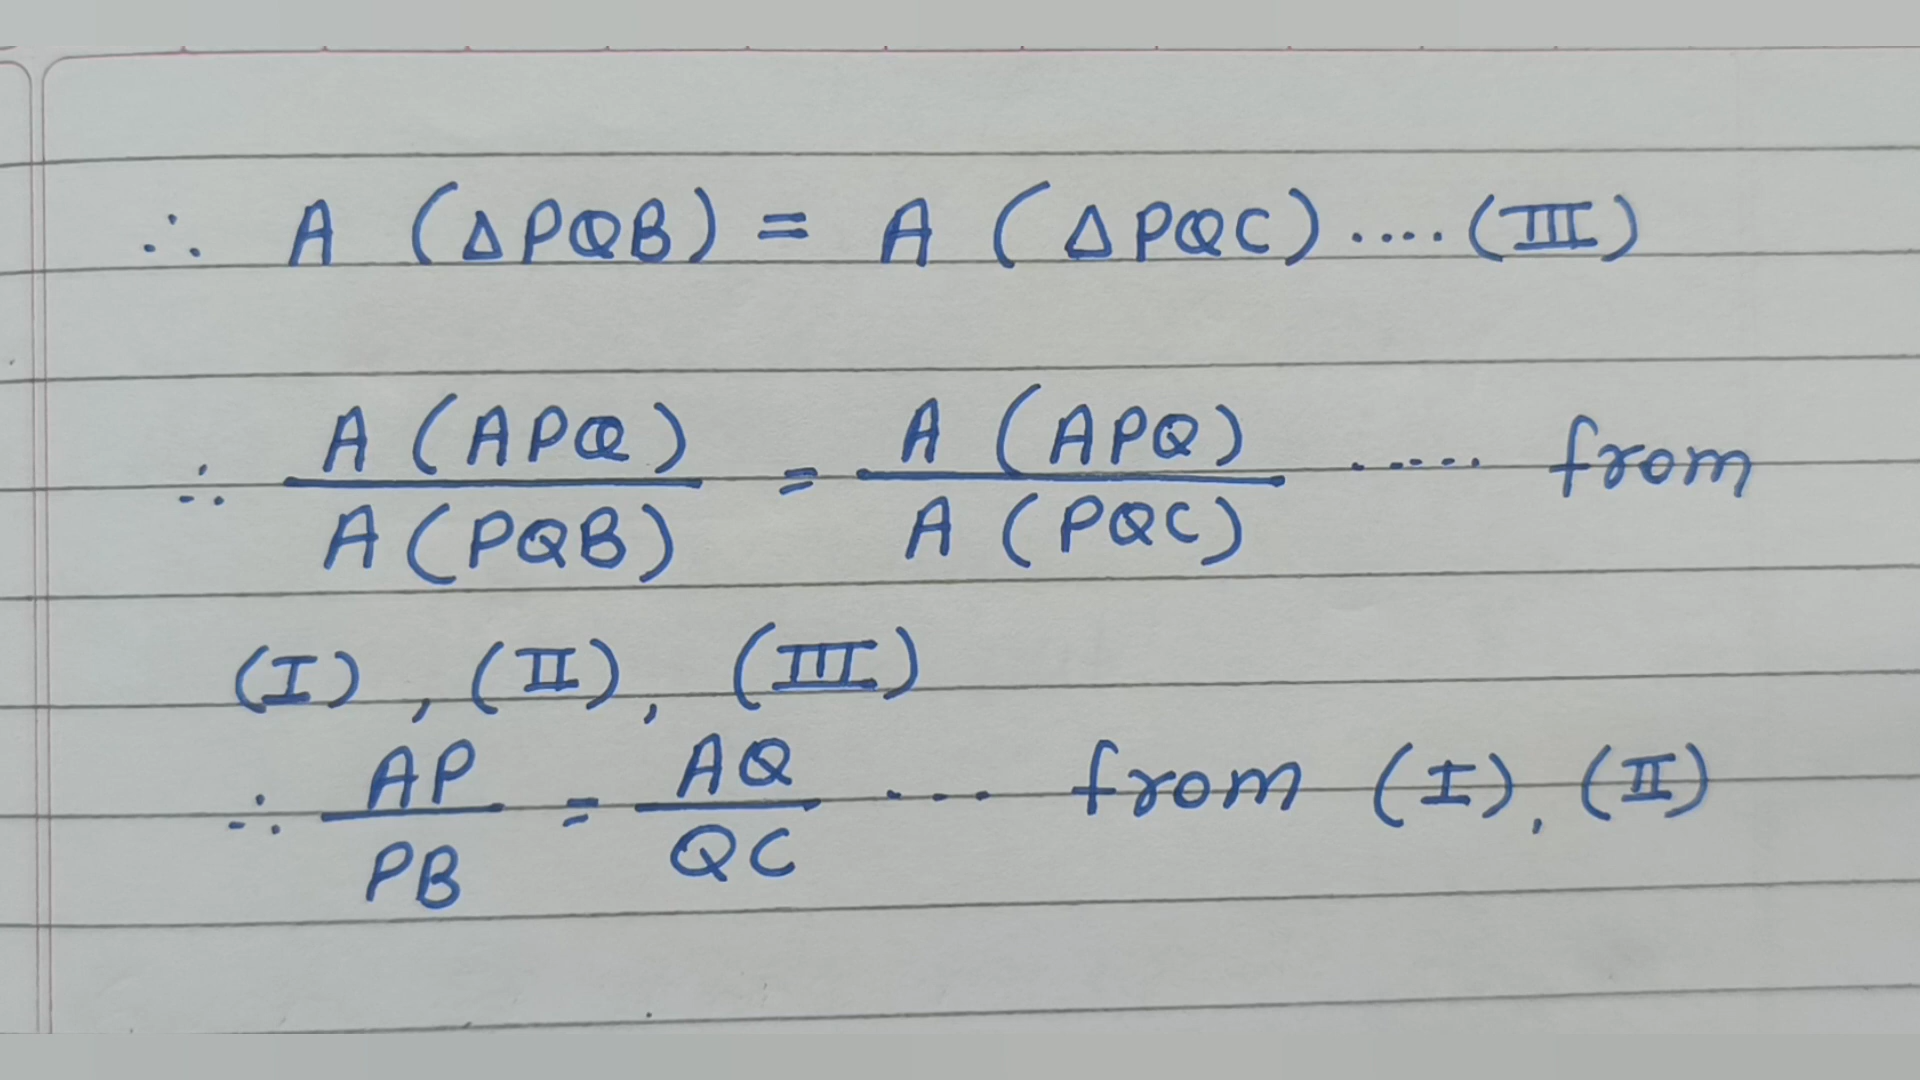 ∴ A (ΔPQB) = A (ΔPQC) .... (III)
∴ A (APQ) / A (PQB) = A (APQ) / A (PQC) ..... from
(I), (II), (III)
∴ AP / PB = AQ / QC .... from (I), (II)